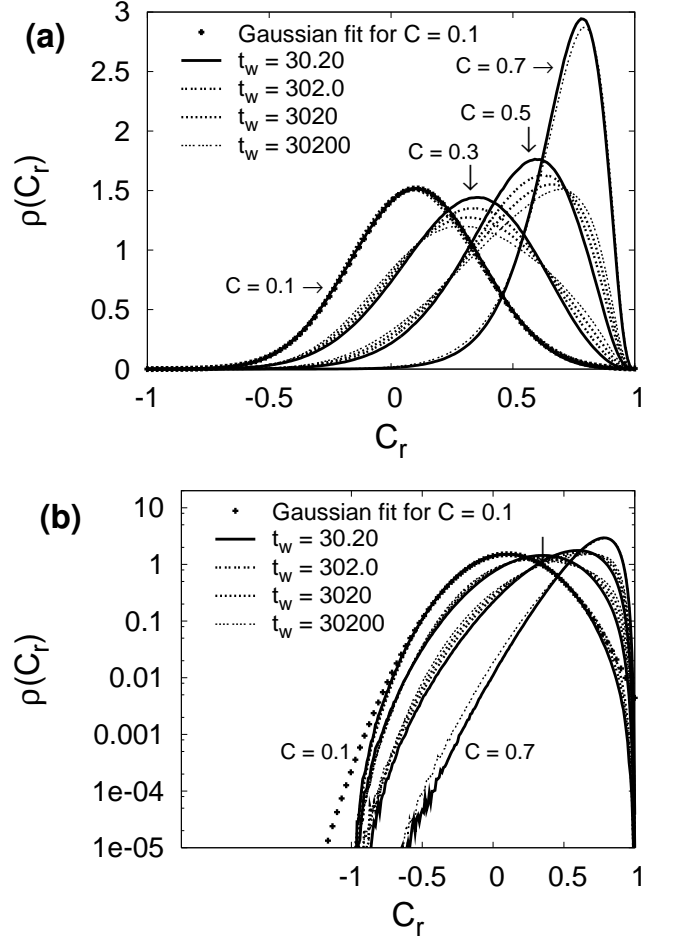 (a)
Gaussian fit for C = 0.1
t_w = 30.20
t_w = 302.0
t_w = 3020
t_w = 30200
C = 0.7 →
C = 0.5
C = 0.3
C = 0.1 →
ρ(C_r)
3
2.5
2
1.5
1
0.5
0
-1 -0.5 0 0.5 1
C_r
(b)
Gaussian fit for C = 0.1
t_w = 30.20
t_w = 302.0
t_w = 3020
t_w = 30200
C = 0.1
C = 0.7
ρ(C_r)
10
1
0.1
0.01
0.001
1e-04
1e-05
-1 -0.5 0 0.5 1
C_r